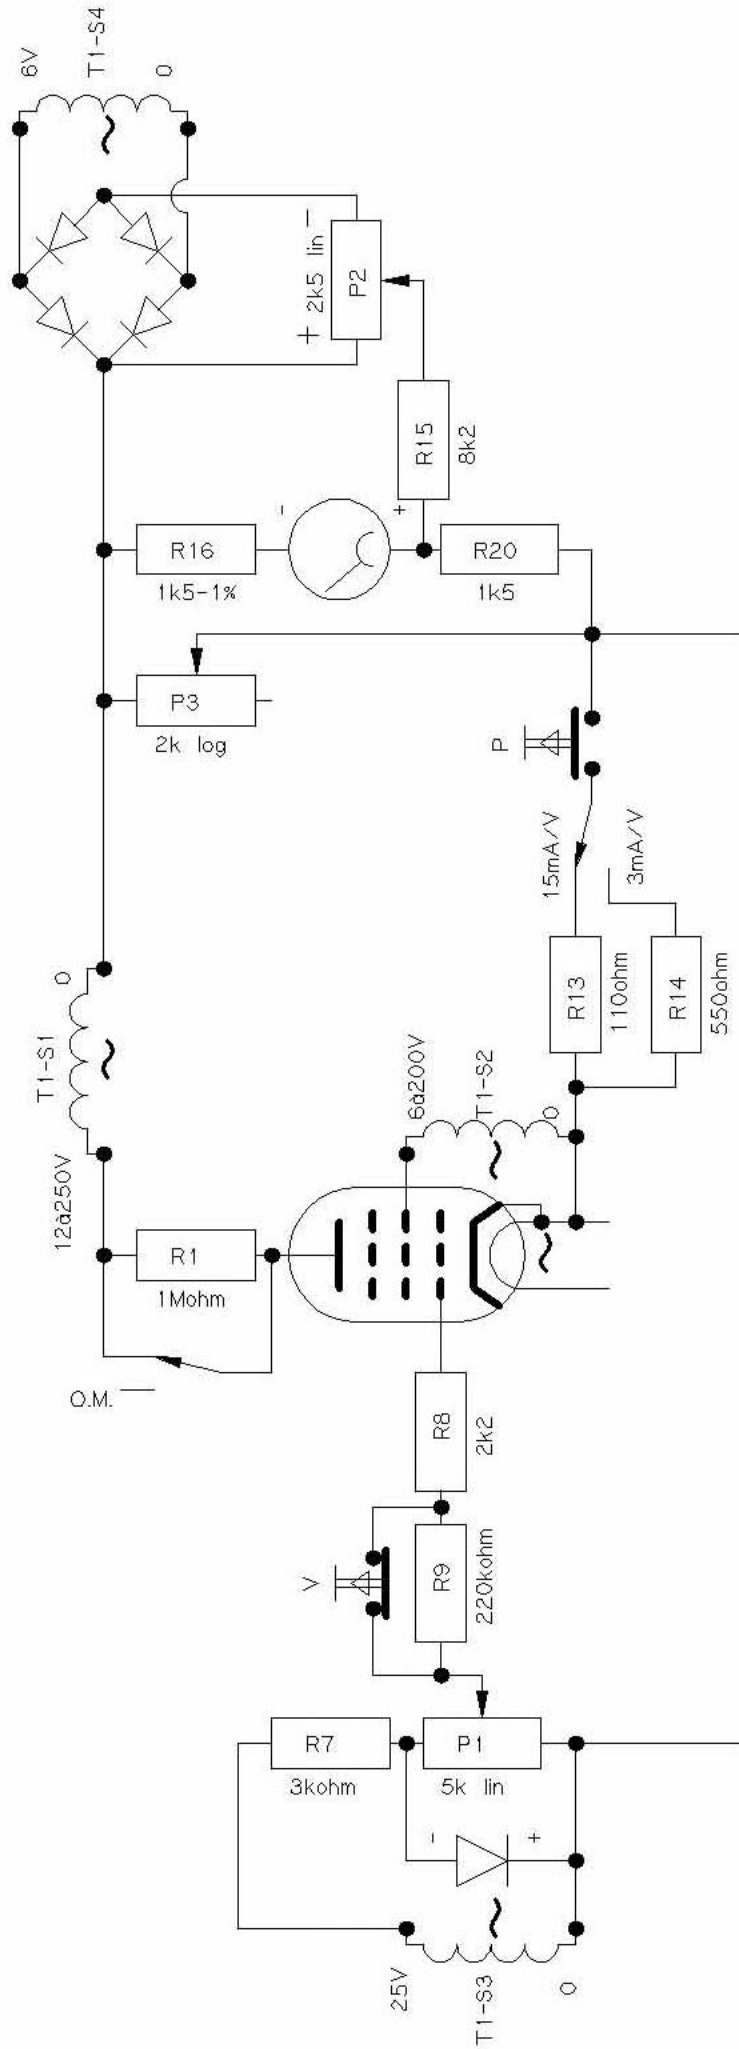 6V
T1-S4
0
+ 2k5 lin -
P2
R15
8k2
-
+
R16
1k5-1%
R20
1k5
P3
2k log
P
15mA/V
3mA/V
R13
110ohm
R14
550ohm
0
T1-S1
12à250V
6à200V
T1-S2
0
R1
1Mohm
O.M.
R8
2k2
V
R9
220kohm
R7
3kohm
P1
5k lin
-
+
25V
T1-S3
0